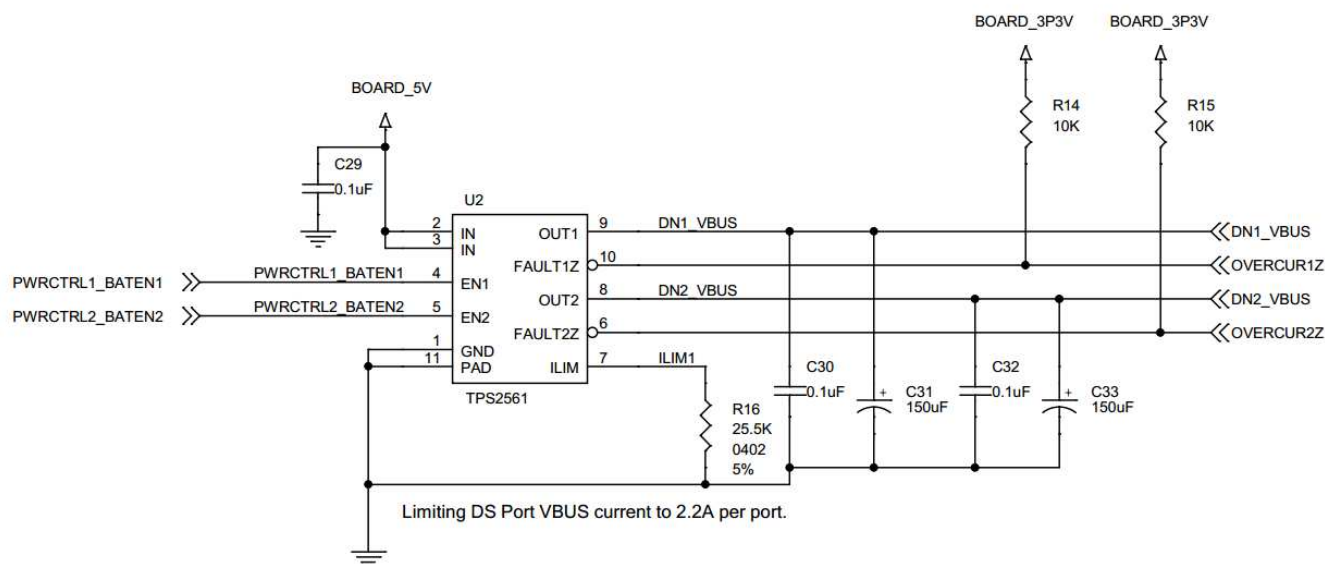 BOARD_3P3V BOARD_3P3V
BOARD_5V
R14
10K
R15
10K
C29
0.1uF
U2
2 IN
3 IN
OUT1 9 DN1_VBUS
DN1_VBUS
FAULT1Z 10
OVERCUR1Z
PWRCTRL1_BATEN1 PWRCTRL1_BATEN1 4 EN1
OUT2 8 DN2_VBUS
DN2_VBUS
PWRCTRL2_BATEN2 PWRCTRL2_BATEN2 5 EN2
FAULT2Z 6
OVERCUR2Z
1 GND
11 PAD
ILIM 7 ILIM1
TPS2561
R16
25.5K
0402
5%
C30
0.1uF
C31
150uF
C32
0.1uF
C33
150uF
+ +
Limiting DS Port VBUS current to 2.2A per port.